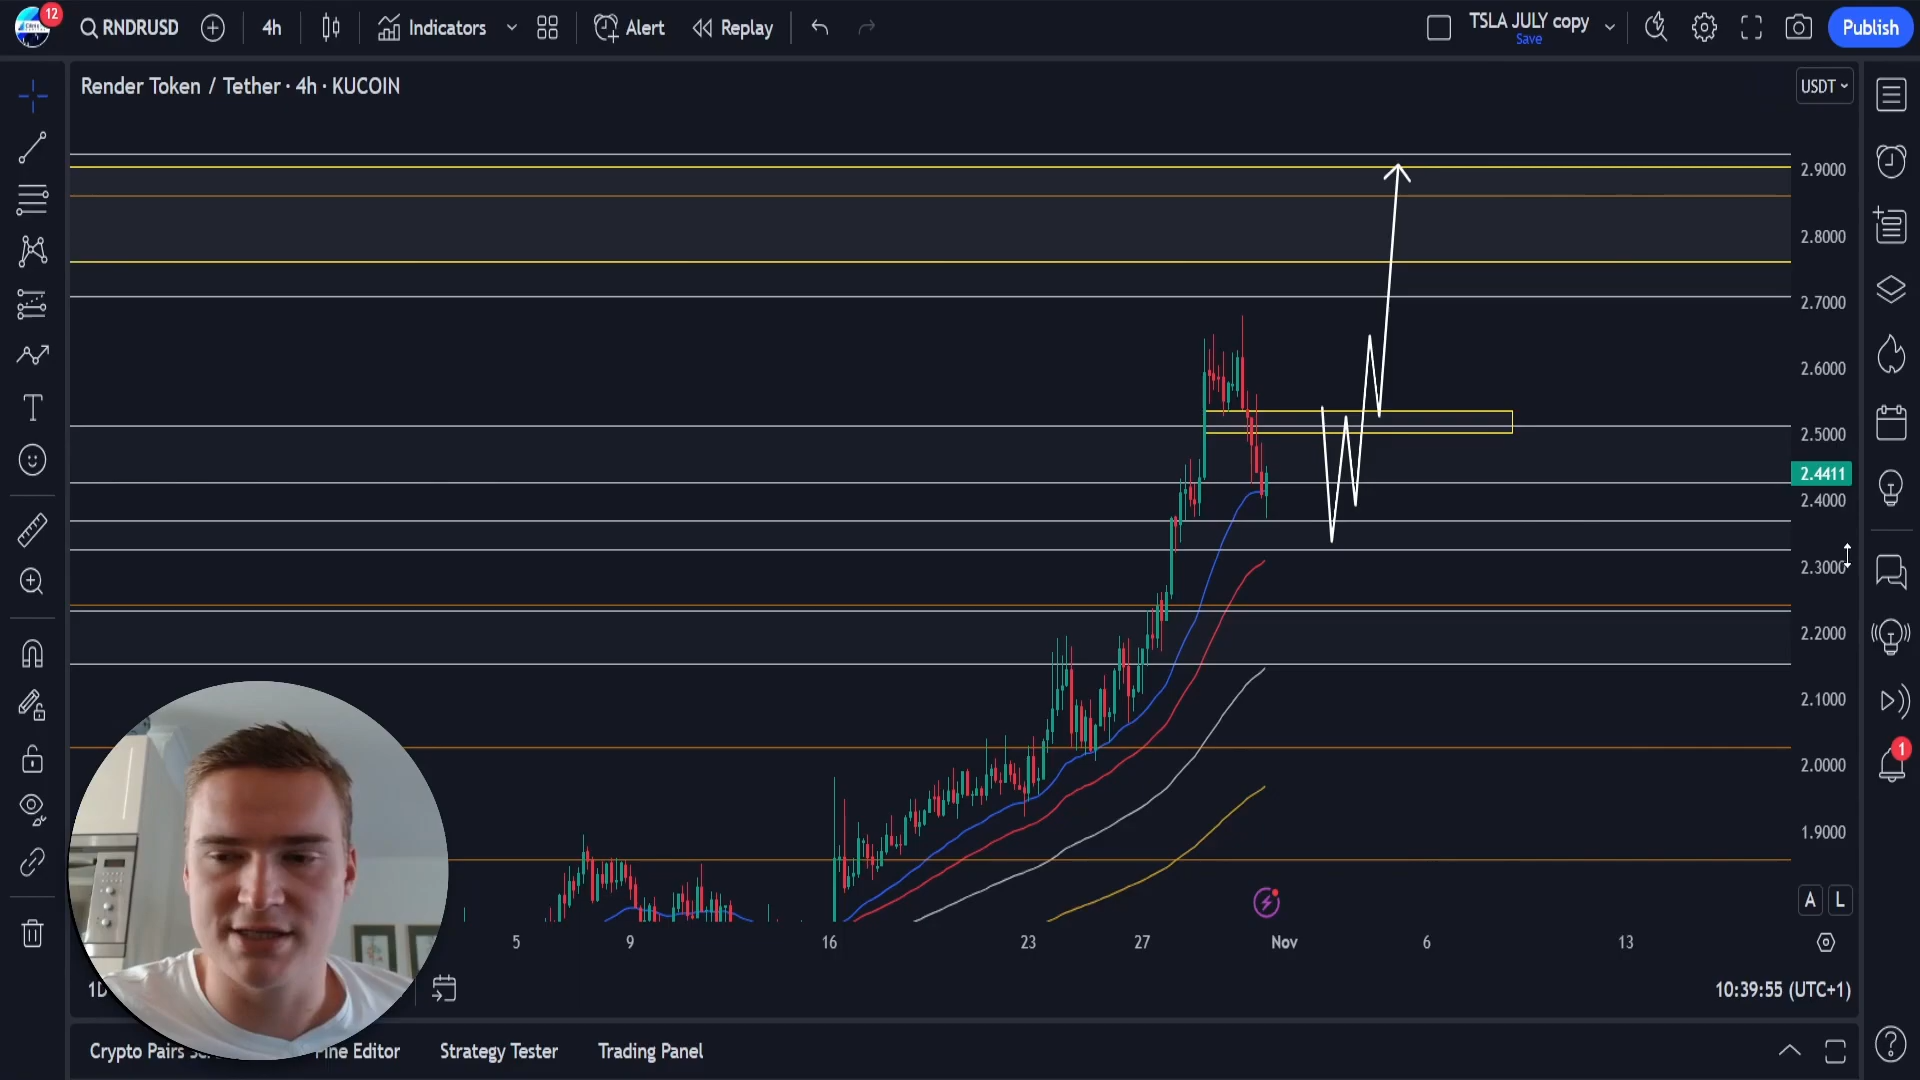 12
RNDRUSD
4h
Indicators
Alert
Replay
TSLA JULY copy
Save
Publish
Render Token / Tether · 4h · KUCOIN
USDT
2.9000
2.8000
2.7000
2.6000
2.5000
2.4411
2.4000
2.3000
2.2000
2.1000
2.0000
1.9000
1
A L
5 9 16 23 27 Nov 6 13
1D
10:39:55 (UTC+1)
Crypto Pairs
Editor
Strategy Tester
Trading Panel